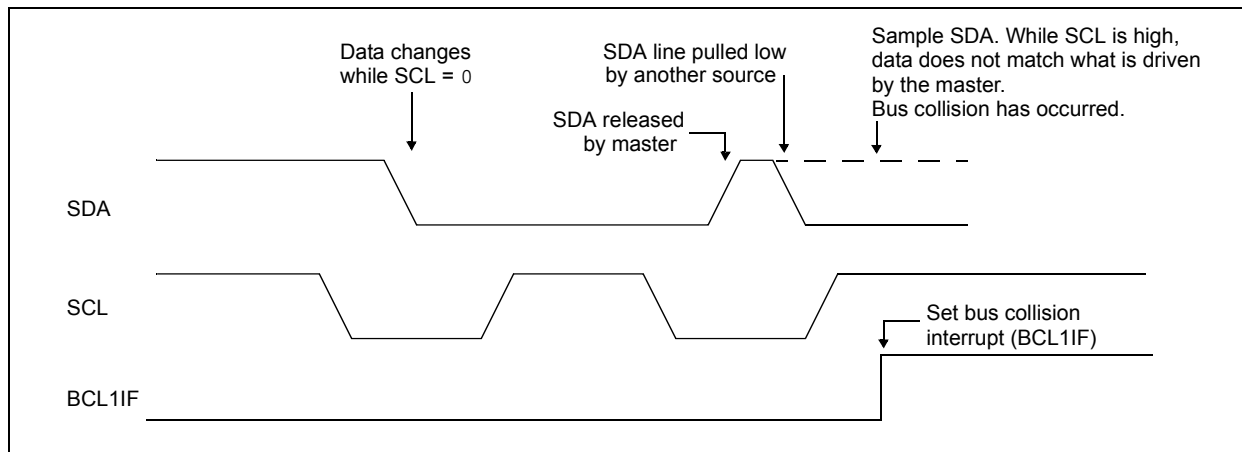 Data changes
while SCL = 0
SDA line pulled low
by another source
Sample SDA. While SCL is high,
data does not match what is driven
by the master.
Bus collision has occurred.
SDA released
by master
SDA
SCL
Set bus collision
interrupt (BCL1IF)
BCL1IF